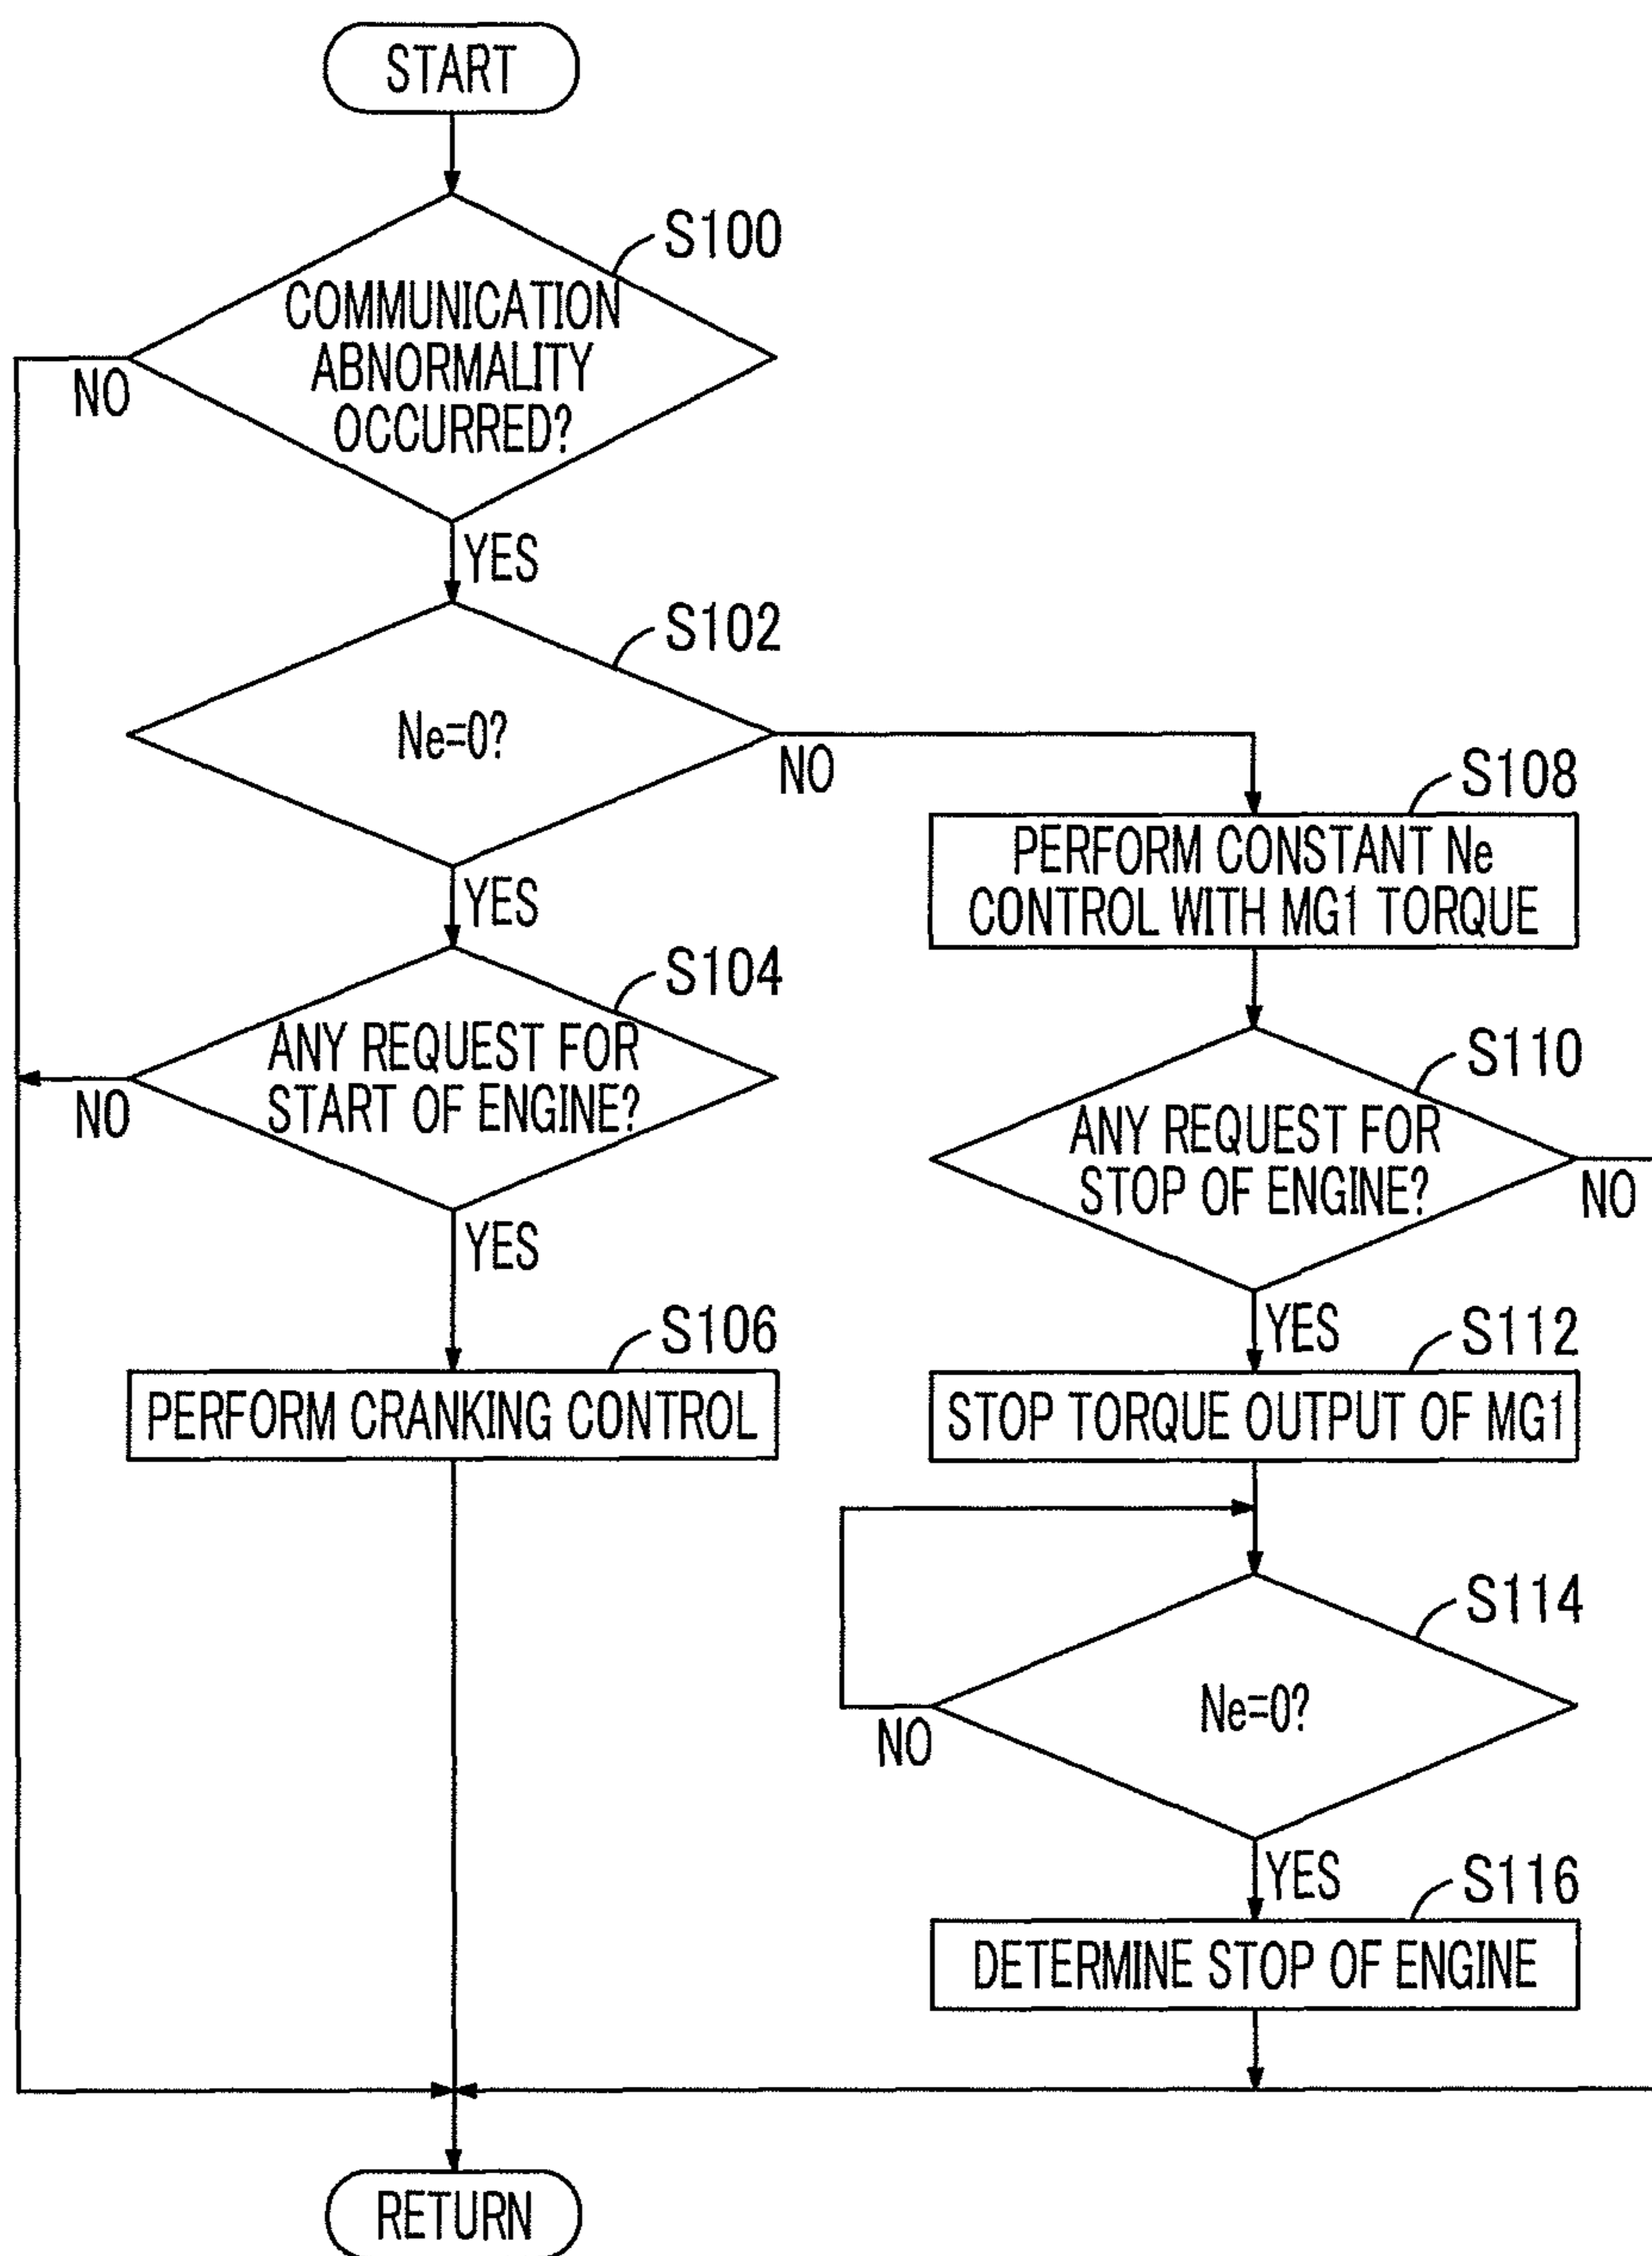 START
S100
COMMUNICATION
ABNORMALITY
OCCURRED?
NO
YES
S102
Ne=0?
NO
YES
S104
ANY REQUEST FOR
START OF ENGINE?
NO
YES
S106
PERFORM CRANKING CONTROL
S108
PERFORM CONSTANT Ne
CONTROL WITH MG1 TORQUE
S110
ANY REQUEST FOR
STOP OF ENGINE?
NO
YES
S112
STOP TORQUE OUTPUT OF MG1
S114
Ne=0?
NO
YES
S116
DETERMINE STOP OF ENGINE
RETURN